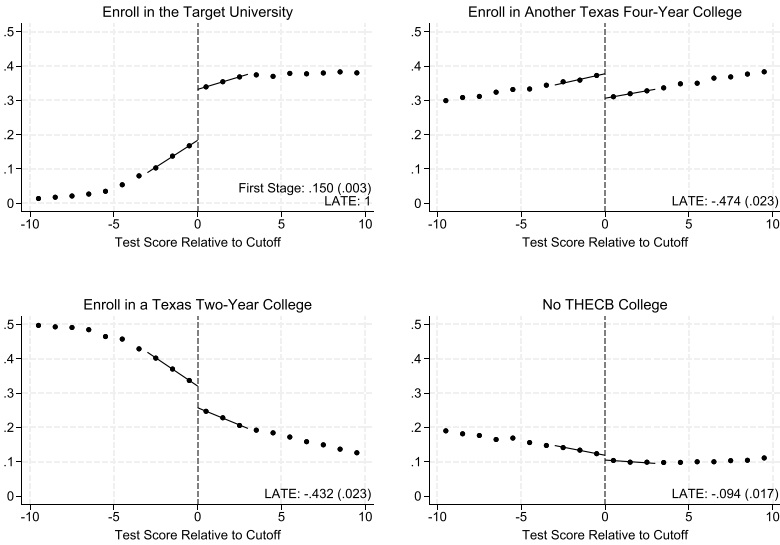 Enroll in the Target University
.5
.4
.3
.2
.1
0
First Stage: .150 (.003)
LATE: 1
-10 -5 0 5 10
Test Score Relative to Cutoff
Enroll in Another Texas Four-Year College
.5
.4
.3
.2
.1
0
LATE: -.474 (.023)
-10 -5 0 5 10
Test Score Relative to Cutoff
Enroll in a Texas Two-Year College
.5
.4
.3
.2
.1
0
LATE: -.432 (.023)
-10 -5 0 5 10
Test Score Relative to Cutoff
No THECB College
.5
.4
.3
.2
.1
0
LATE: -.094 (.017)
-10 -5 0 5 10
Test Score Relative to Cutoff